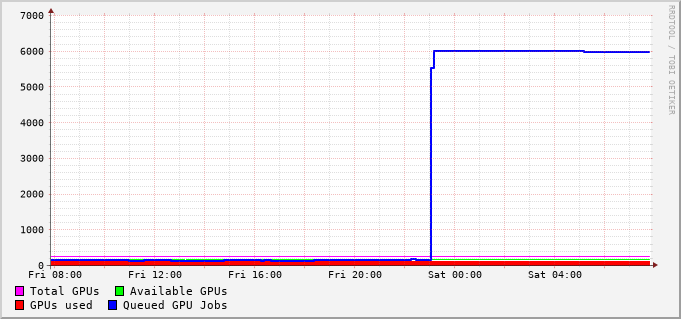 7000
6000
5000
4000
3000
2000
1000
0
Fri 08:00 Fri 12:00 Fri 16:00 Fri 20:00 Sat 00:00 Sat 04:00
Total GPUs Available GPUs
GPUs used Queued GPU Jobs
RRDTOOL / TOBI OETIKER